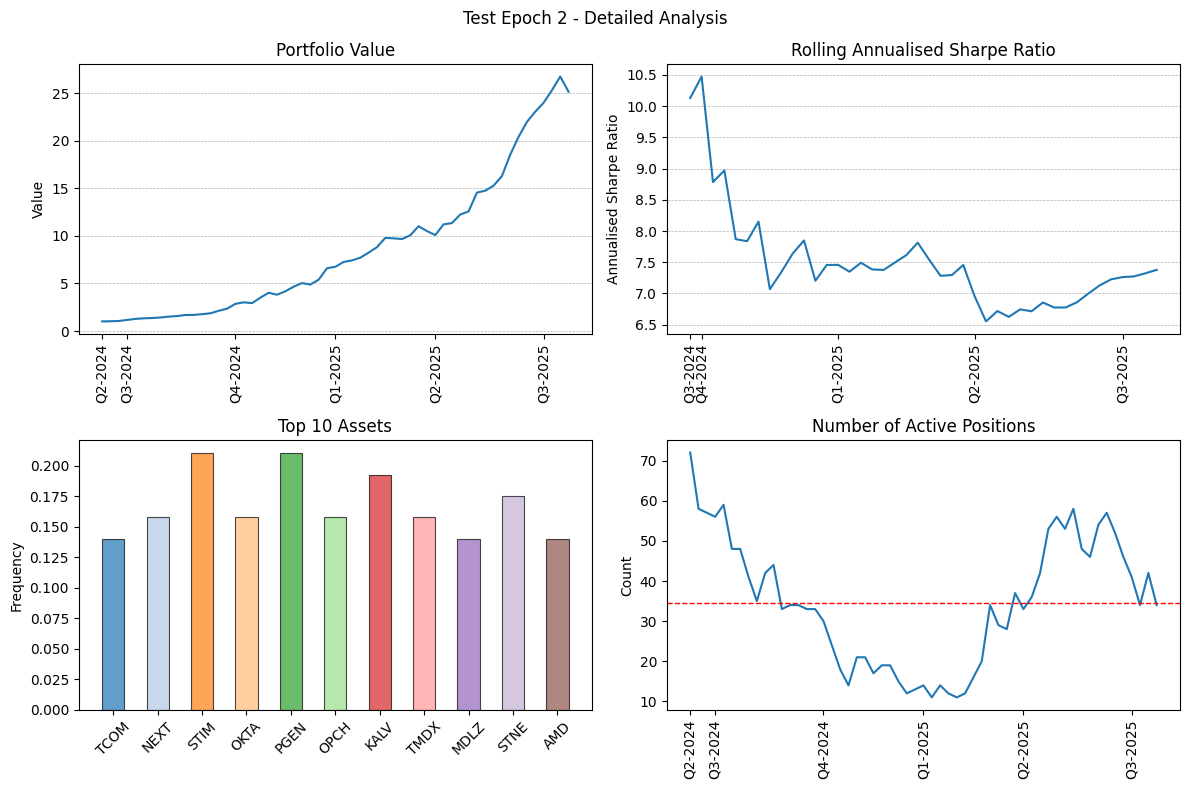 Test Epoch 2 - Detailed Analysis
Portfolio Value
Value
25
20
15
10
5
0
Q2-2024
Q3-2024
Q4-2024
Q1-2025
Q2-2025
Q3-2025
Rolling Annualised Sharpe Ratio
Annualised Sharpe Ratio
10.5
10.0
9.5
9.0
8.5
8.0
7.5
7.0
6.5
Q3-2024
Q4-2024
Q1-2025
Q2-2025
Q3-2025
Top 10 Assets
Frequency
0.200
0.175
0.150
0.125
0.100
0.075
0.050
0.025
0.000
TCOM
NEXT
STIM
OKTA
PGEN
OPCH
KALV
TMDX
MDLZ
STNE
AMD
Number of Active Positions
Count
70
60
50
40
30
20
10
Q2-2024
Q3-2024
Q4-2024
Q1-2025
Q2-2025
Q3-2025